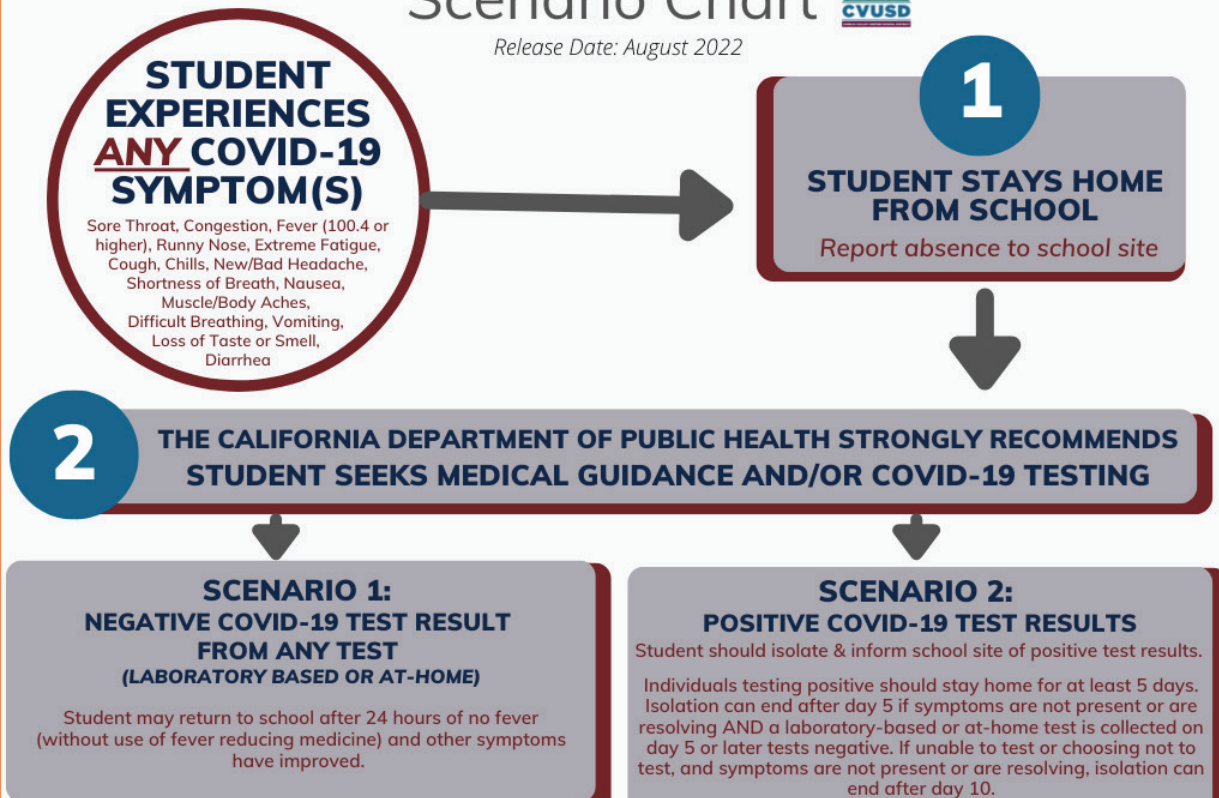 Scenario Chart
CVUSD
Release Date: August 2022
STUDENT
EXPERIENCES
ANY COVID-19
SYMPTOM(S)
Sore Throat, Congestion, Fever (100.4 or
higher), Runny Nose, Extreme Fatigue,
Cough, Chills, New/Bad Headache,
Shortness of Breath, Nausea,
Muscle/Body Aches,
Difficult Breathing, Vomiting,
Loss of Taste or Smell,
Diarrhea
1
STUDENT STAYS HOME
FROM SCHOOL
Report absence to school site
2
THE CALIFORNIA DEPARTMENT OF PUBLIC HEALTH STRONGLY RECOMMENDS
STUDENT SEEKS MEDICAL GUIDANCE AND/OR COVID-19 TESTING
SCENARIO 1:
NEGATIVE COVID-19 TEST RESULT
FROM ANY TEST
(LABORATORY BASED OR AT-HOME)
Student may return to school after 24 hours of no fever
(without use of fever reducing medicine) and other symptoms
have improved.
SCENARIO 2:
POSITIVE COVID-19 TEST RESULTS
Student should isolate & inform school site of positive test results.
Individuals testing positive should stay home for at least 5 days.
Isolation can end after day 5 if symptoms are not present or are
resolving AND a laboratory-based or at-home test is collected on
day 5 or later tests negative. If unable to test or choosing not to
test, and symptoms are not present or are resolving, isolation can
end after day 10.